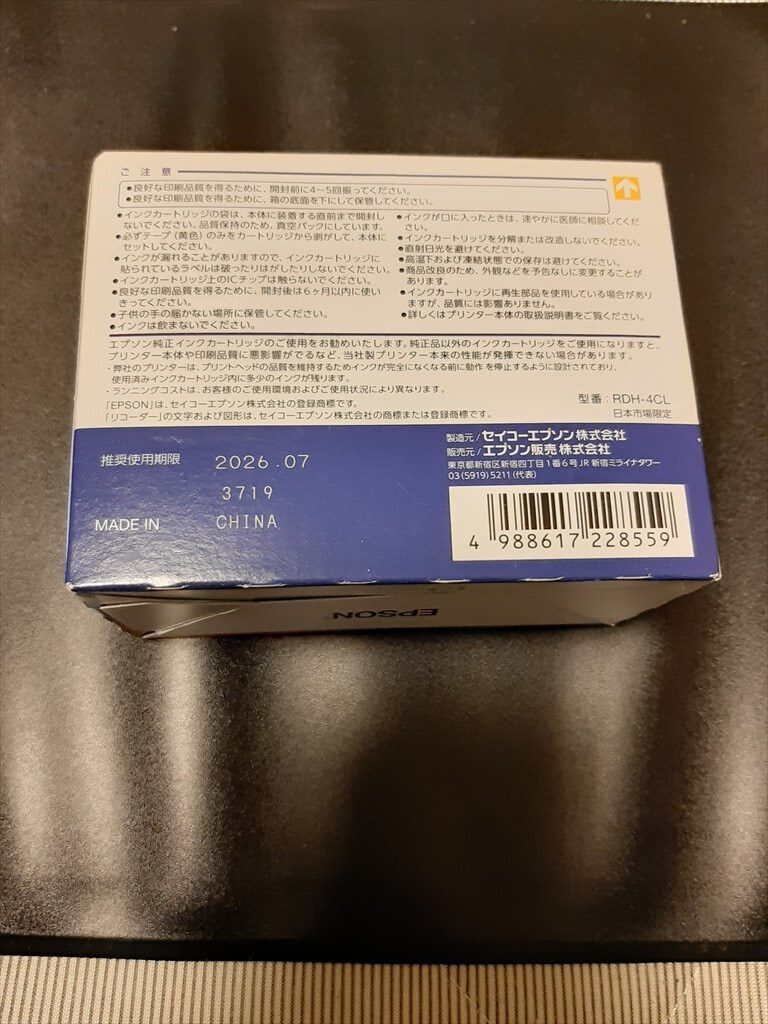 ご注意
●良好な印刷品質を得るために、開封前に4～5回振ってください。
●良好な印刷品質を得るために、箱の底面を下にして保管してください。
●インクカートリッジの袋は、本体に装着する直前まで開封し
ないでください。品質保持のため、真空パックにしています。
●必ずテープ（黄色）のみをカートリッジから剥がして、本体に
セットしてください。
●インクが漏れることがありますので、インクカートリッジに
貼られているラベルは破ったりはがしたりしないでください。
●インクカートリッジ上のICチップは触らないでください。
●良好な印刷品質を得るために、開封後は6ヶ月以内に使い
きってください。
●子供の手の届かない場所に保管してください。
●インクは飲まないでください。
●インクが口に入ったときは、速やかに医師に相談してくだ
さい。
●インクカートリッジを分解または改造しないでください。
●直射日光を避けてください。
●高温下および凍結状態での保存は避けてください。
●商品改良のため、外観などを予告なしに変更することが
あります。
●インクカートリッジに再生部品を使用している場合があり
ますが、品質には影響ありません。
●詳しくはプリンター本体の取扱説明書をご覧ください。
エプソン純正インクカートリッジのご使用をお勧めいたします。純正品以外のインクカートリッジをご使用になりますと、
プリンター本体や印刷品質に悪影響がでるなど、当社製プリンター本来の性能が発揮できない場合があります。
・弊社のプリンターは、プリントヘッドの品質を維持するためインクが完全になくなる前に動作を停止するように設計されており、
使用済みインクカートリッジ内に多少のインクが残ります。
・ランニングコストは、お客様のご使用環境およびご使用状況により異なります。
「EPSON」は、セイコーエプソン株式会社の登録商標です。
「リコーダー」の文字および図形は、セイコーエプソン株式会社の商標または登録商標です。
型番：RDH-4CL
日本市場限定
推奨使用期限 2026.07
3719
MADE IN CHINA
製造元／セイコーエプソン株式会社
販売元／エプソン販売株式会社
東京都新宿区新宿四丁目1番6号 JR新宿ミライナタワー
03(5919)5211(代表)
4 988617 228559
EPSON